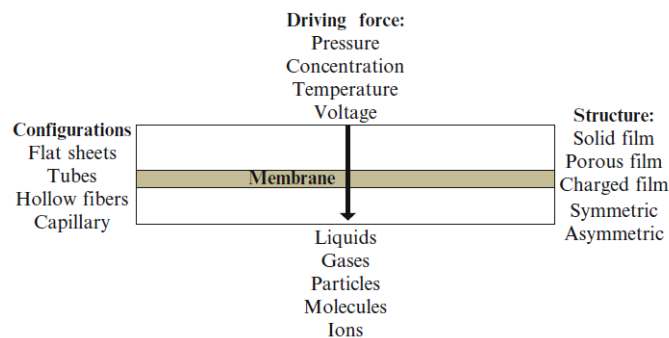 Driving force:
Pressure
Concentration
Temperature
Voltage
Configurations
Flat sheets
Tubes
Hollow fibers
Capillary
Membrane
Structure:
Solid film
Porous film
Charged film
Symmetric
Asymmetric
Liquids
Gases
Particles
Molecules
Ions